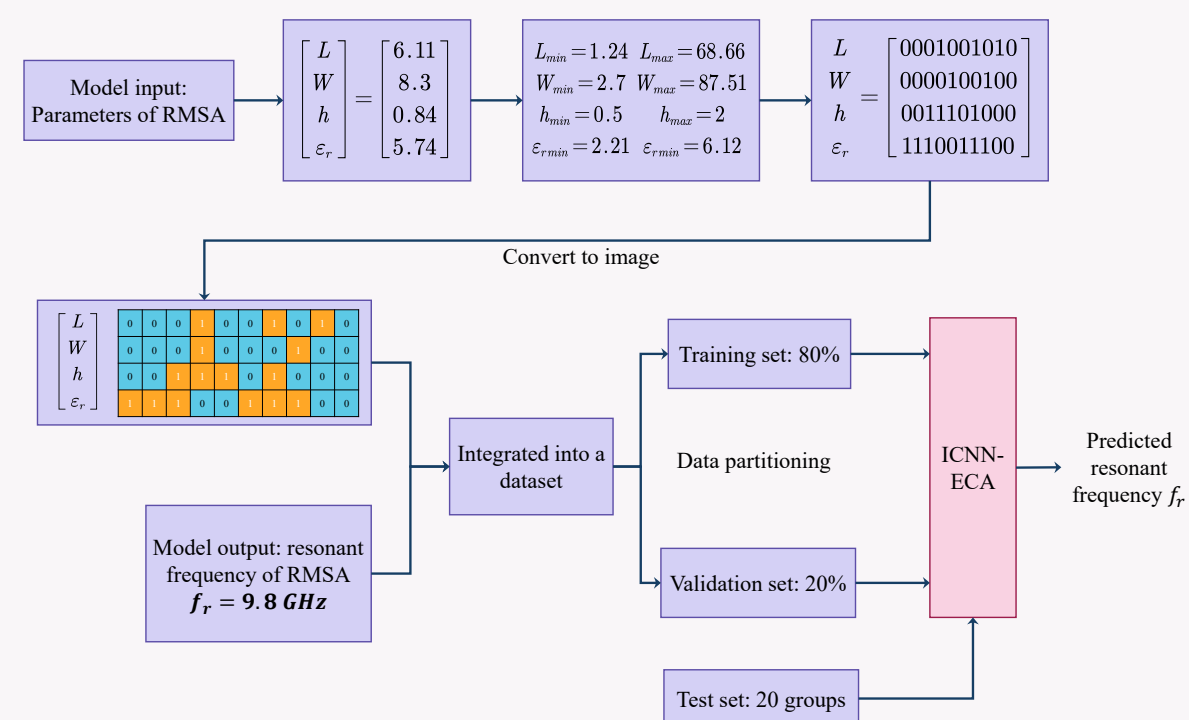 Model input:
Parameters of RMSA
L
W
h
εr
=
6.11
8.3
0.84
5.74
Lmin=1.24 Lmax=68.66
Wmin=2.7 Wmax=87.51
hmin=0.5 hmax=2
εrmin=2.21 εrmin=6.12
L
W
h
εr
=
0001001010
0000100100
0011101000
1110011100
Convert to image
L
W
h
εr
0 0 0 1 0 0 1 0 1 0
0 0 0 1 0 0 0 1 0 0
0 0 1 1 1 0 1 0 0 0
1 1 1 0 0 1 1 1 0 0
Model output: resonant
frequency of RMSA
fr = 9.8 GHz
Integrated into a
dataset
Training set: 80%
Data partitioning
Validation set: 20%
Test set: 20 groups
ICNN-
ECA
Predicted
resonant
frequency fr